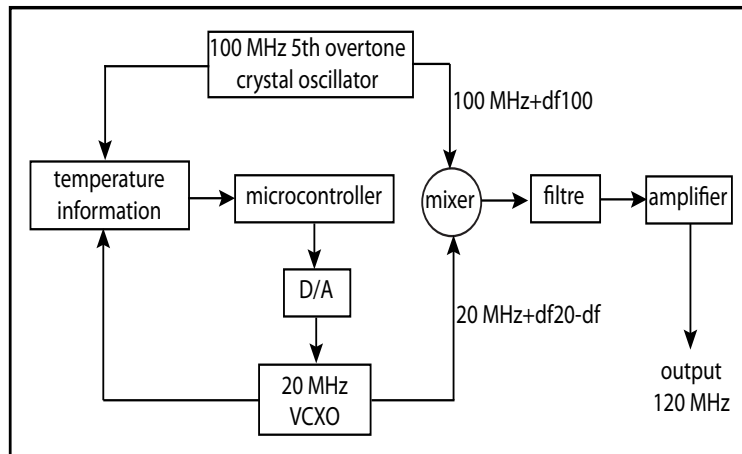 100 MHz 5th overtone
crystal oscillator
100 MHz+df100
temperature
information
microcontroller
mixer
filtre
amplifier
D/A
20 MHz+df20-df
20 MHz
VCXO
output
120 MHz